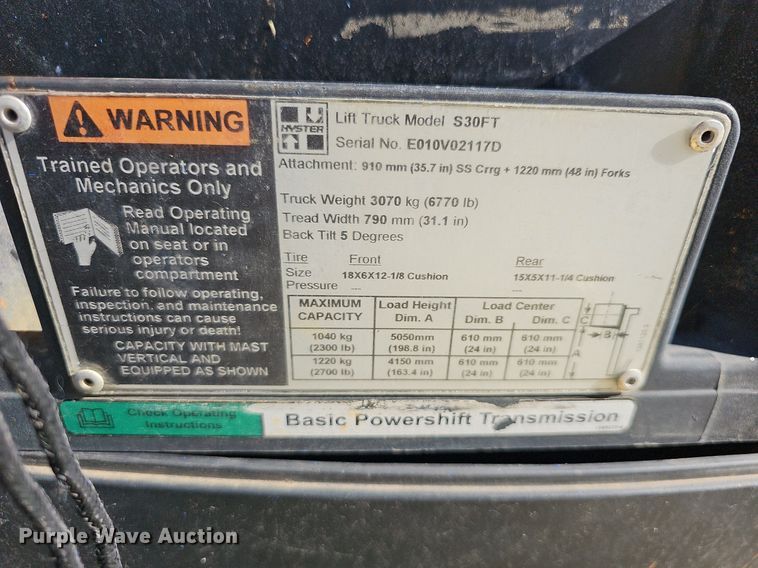 WARNING
Trained Operators and
Mechanics Only
Read Operating
Manual located
on seat or in
operators
compartment
Failure to follow operating,
inspection, and maintenance
instructions can cause
serious injury or death!
CAPACITY WITH MAST
VERTICAL AND
EQUIPPED AS SHOWN
HYSTER
Lift Truck Model S30FT
Serial No. E010V02117D
Attachment: 910 mm (35.7 in) SS Crrg + 1220 mm (48 in) Forks
Truck Weight 3070 kg (6770 lb)
Tread Width 790 mm (31.1 in)
Back Tilt 5 Degrees
Tire Front Rear
Size 18X6X12-1/8 Cushion 15X5X11-1/4 Cushion
Pressure --- ---
MAXIMUM CAPACITY Load Height Dim. A Load Center Dim. B Dim. C
1040 kg (2300 lb) 5050mm (198.8 in) 610 mm (24 in) 610 mm (24 in)
1220 kg (2700 lb) 4150 mm (163.4 in) 610 mm (24 in) 610 mm (24 in)
C
B
A
Check Operating
Instructions
Basic Powershift Transmission
Purple Wave Auction